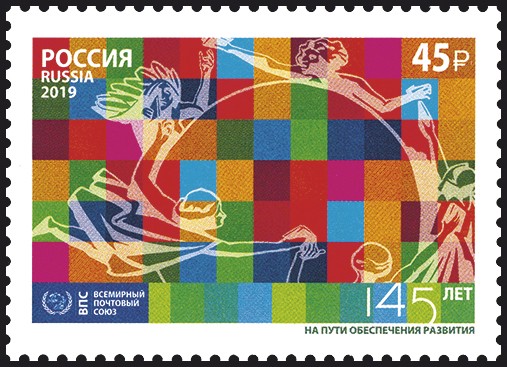 РОССИЯ
RUSSIA
2019
45₽
ВПС
ВСЕМИРНЫЙ
ПОЧТОВЫЙ
СОЮЗ
145 ЛЕТ
НА ПУТИ ОБЕСПЕЧЕНИЯ РАЗВИТИЯ